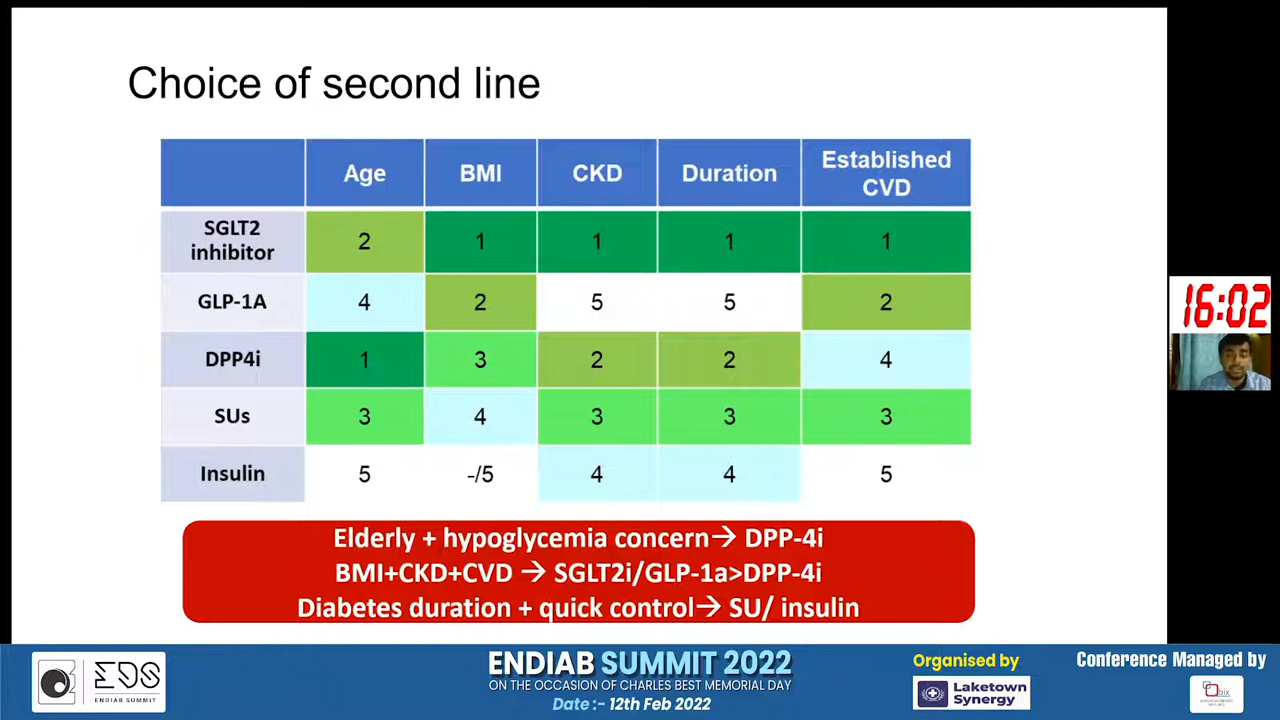 Choice of second line
Age BMI CKD Duration Established CVD
SGLT2 inhibitor 2 1 1 1 1
GLP-1A 4 2 5 5 2
DPP4i 1 3 2 2 4
SUs 3 4 3 3 3
Insulin 5 -/5 4 4 5
Elderly + hypoglycemia concern→ DPP-4i
BMI+CKD+CVD → SGLT2i/GLP-1a>DPP-4i
Diabetes duration + quick control→ SU/ insulin
16:02
EDS
ENDIAB SUMMIT
ENDIAB SUMMIT 2022
ON THE OCCASION OF CHARLES BEST MEMORIAL DAY
Date :- 12th Feb 2022
Organised by
Laketown
Synergy
Conference Managed by